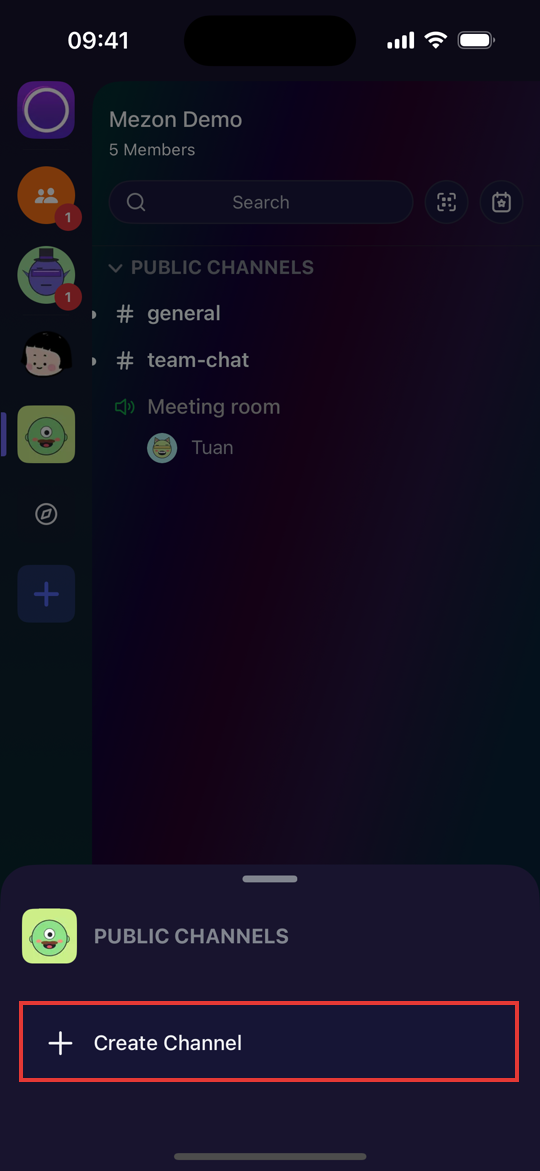 09:41
Mezon Demo
5 Members
Search
PUBLIC CHANNELS
# general
# team-chat
Meeting room
Tuan
1
1
PUBLIC CHANNELS
Create Channel